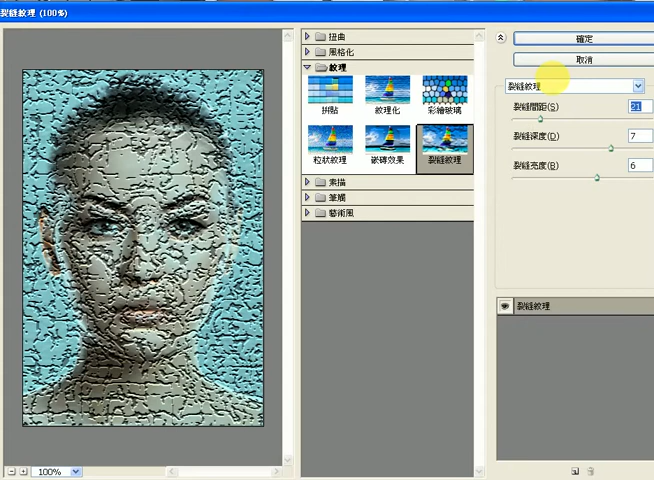 裂縫紋理 (100%)
扭曲
風格化
紋理
拼貼
紋理化
彩繪玻璃
粒狀紋理
嵌磚效果
裂縫紋理
素描
筆觸
藝術風
確定
取消
裂縫紋理
裂縫間距(S)
21
裂縫深度(D)
7
裂縫亮度(B)
6
裂縫紋理
100%